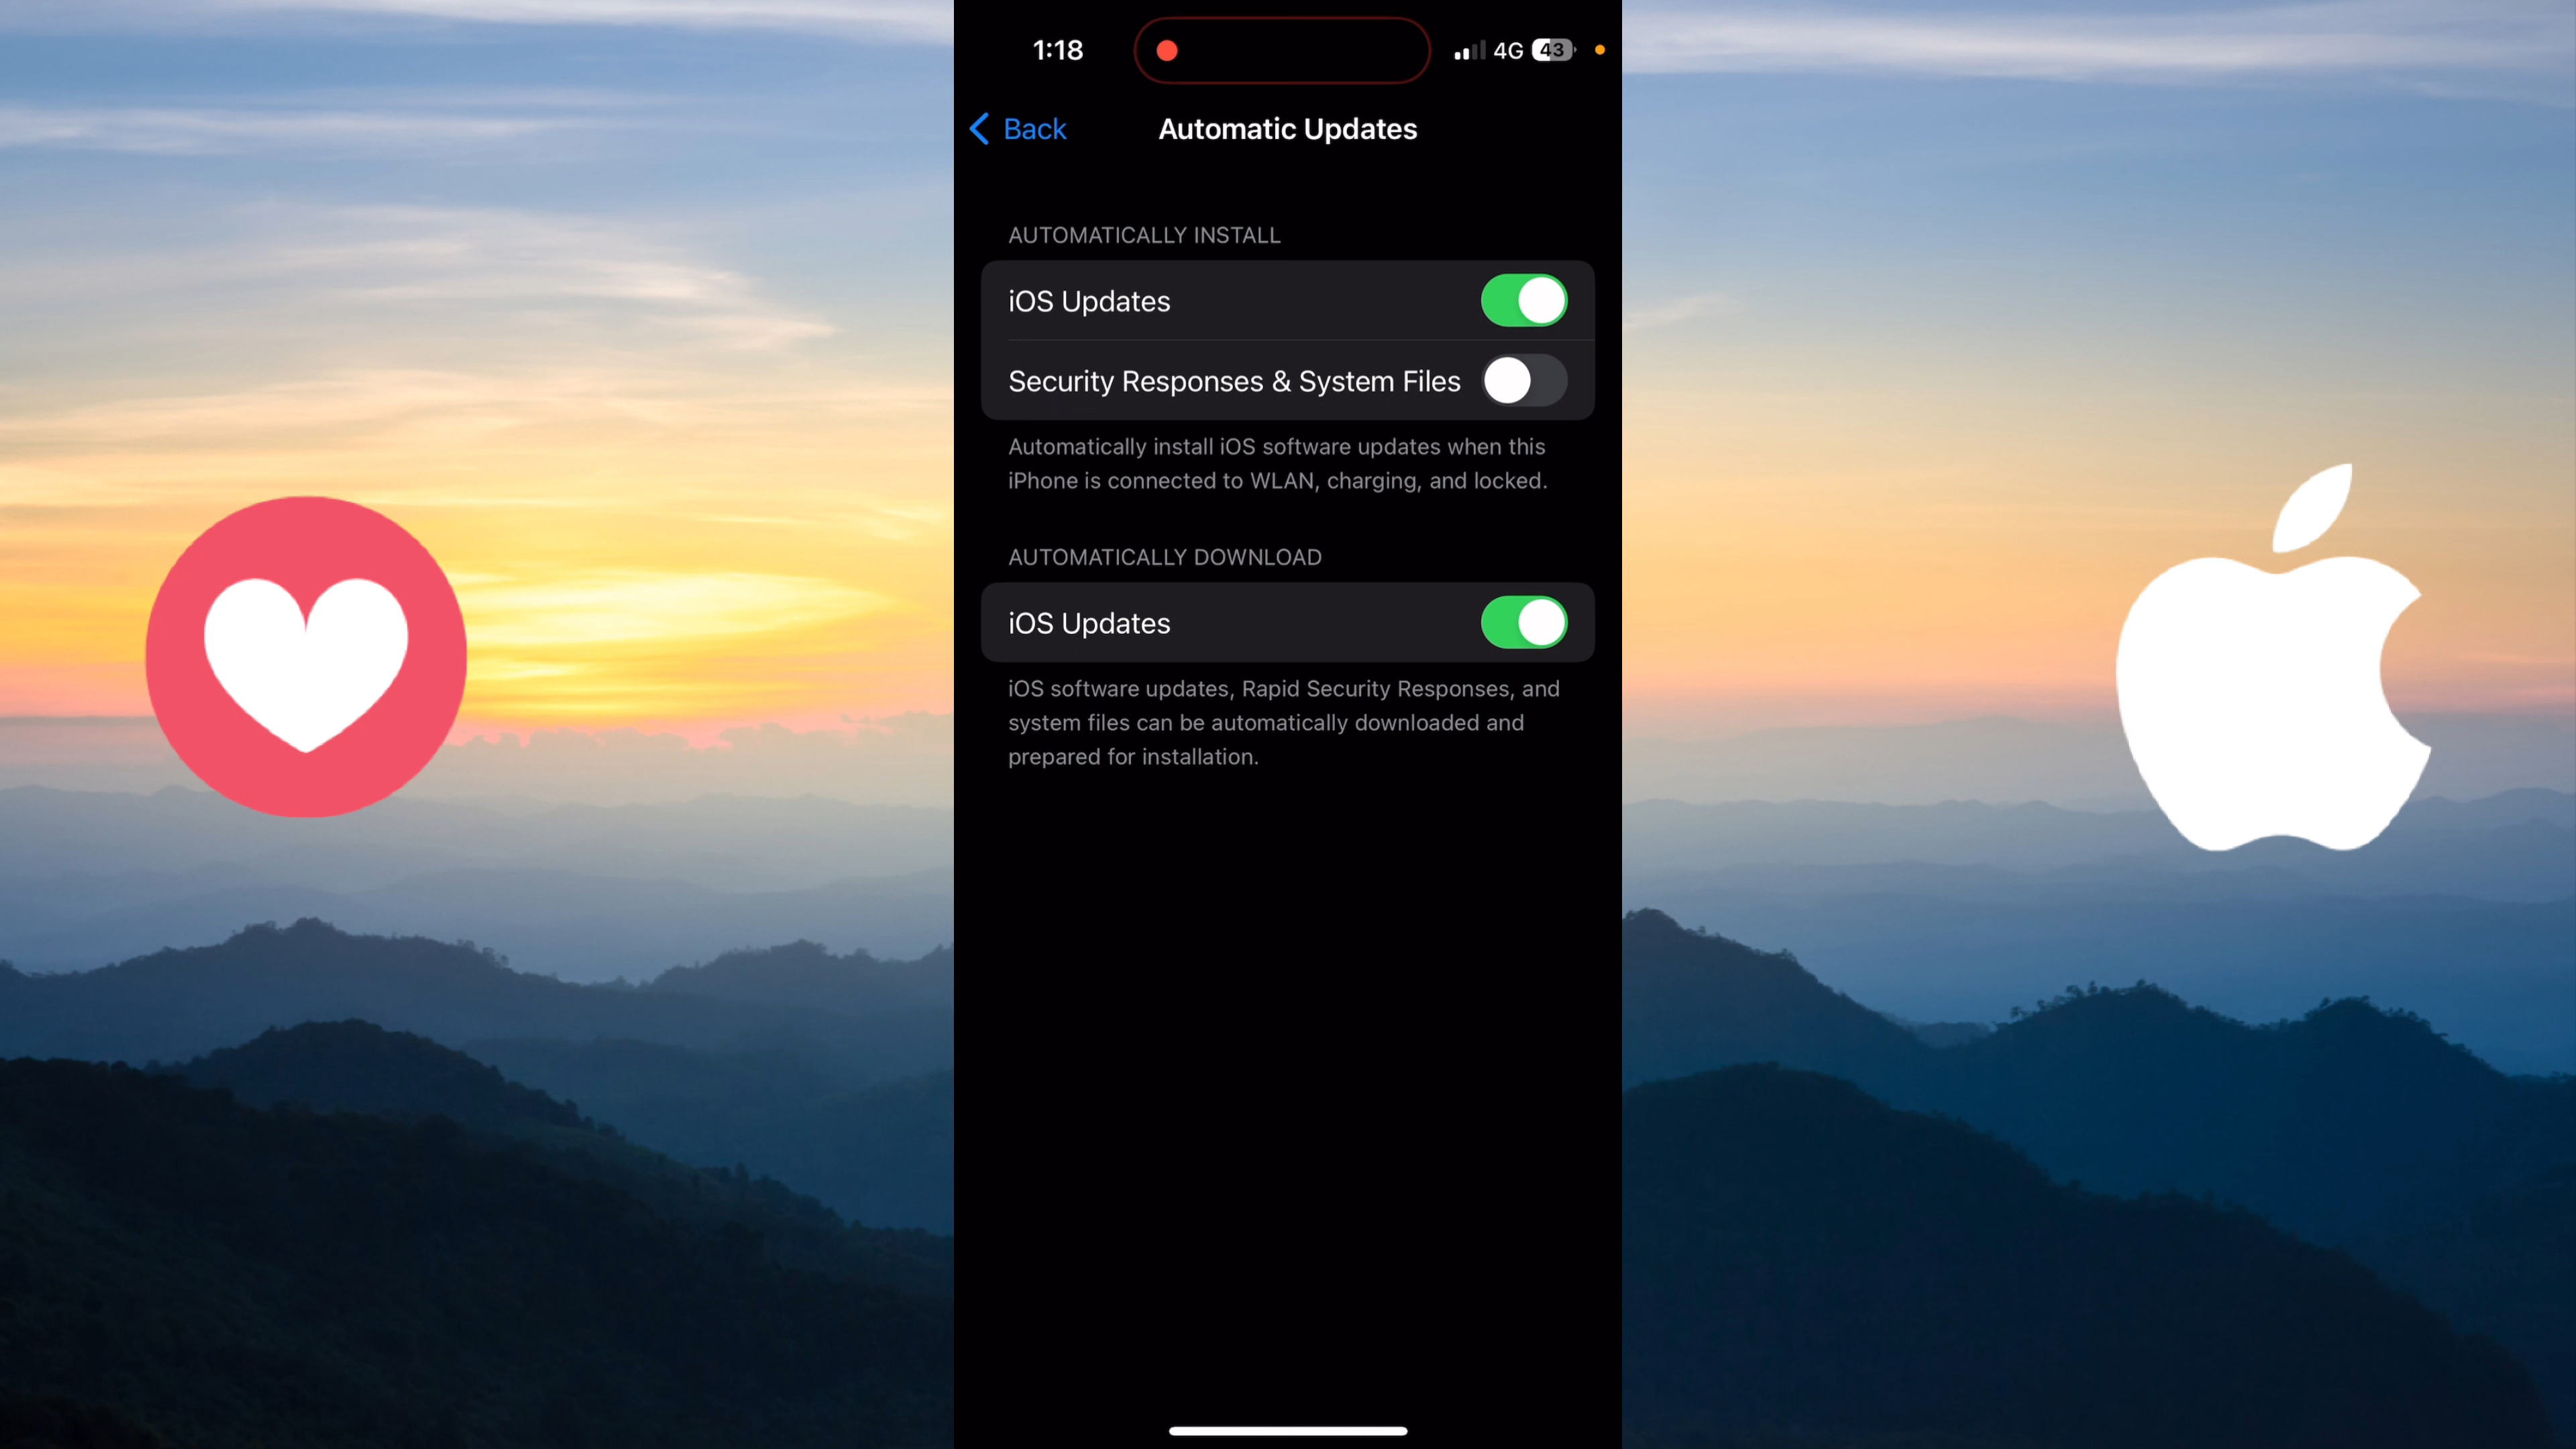 1:18
4G 43
Back
Automatic Updates
AUTOMATICALLY INSTALL
iOS Updates
Security Responses & System Files
Automatically install iOS software updates when this
iPhone is connected to WLAN, charging, and locked.
AUTOMATICALLY DOWNLOAD
iOS Updates
iOS software updates, Rapid Security Responses, and
system files can be automatically downloaded and
prepared for installation.